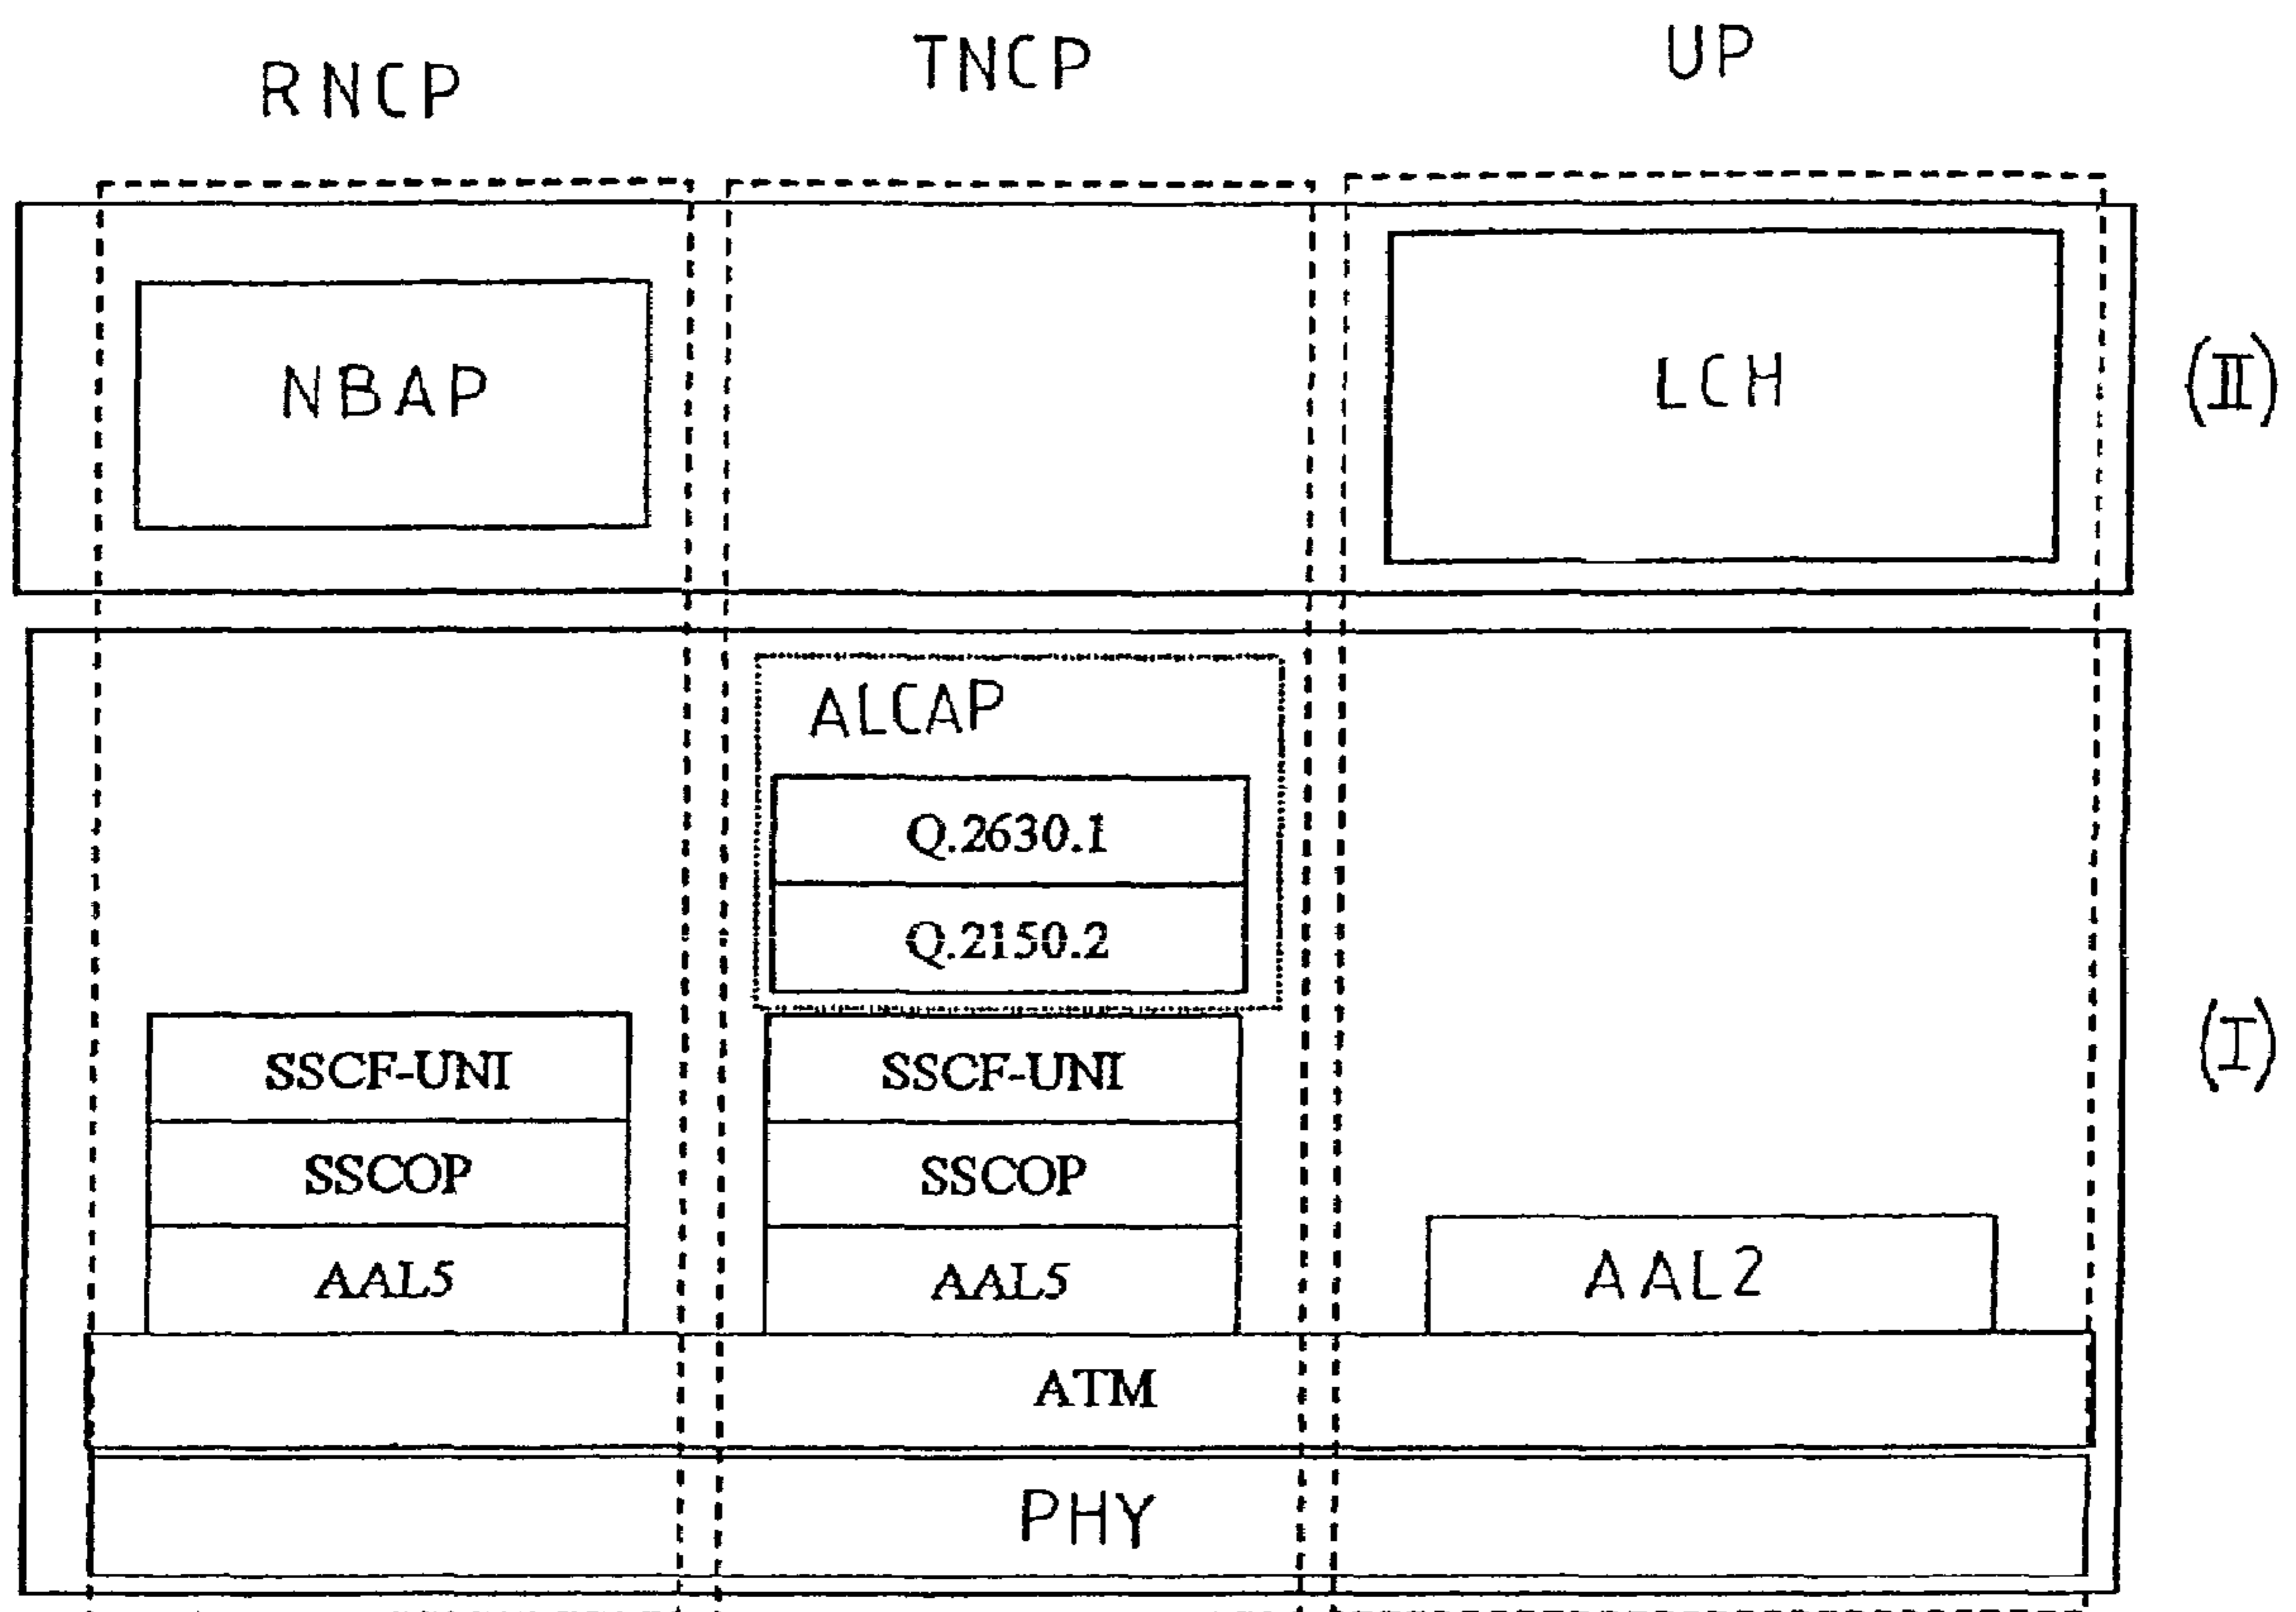 RNCP
TNCP
UP
NBAP
LCH
(II)
ALCAP
Q.2630.1
Q.2150.2
SSCF-UNI
SSCOP
AAL5
SSCF-UNI
SSCOP
AAL5
AAL2
(I)
ATM
PHY